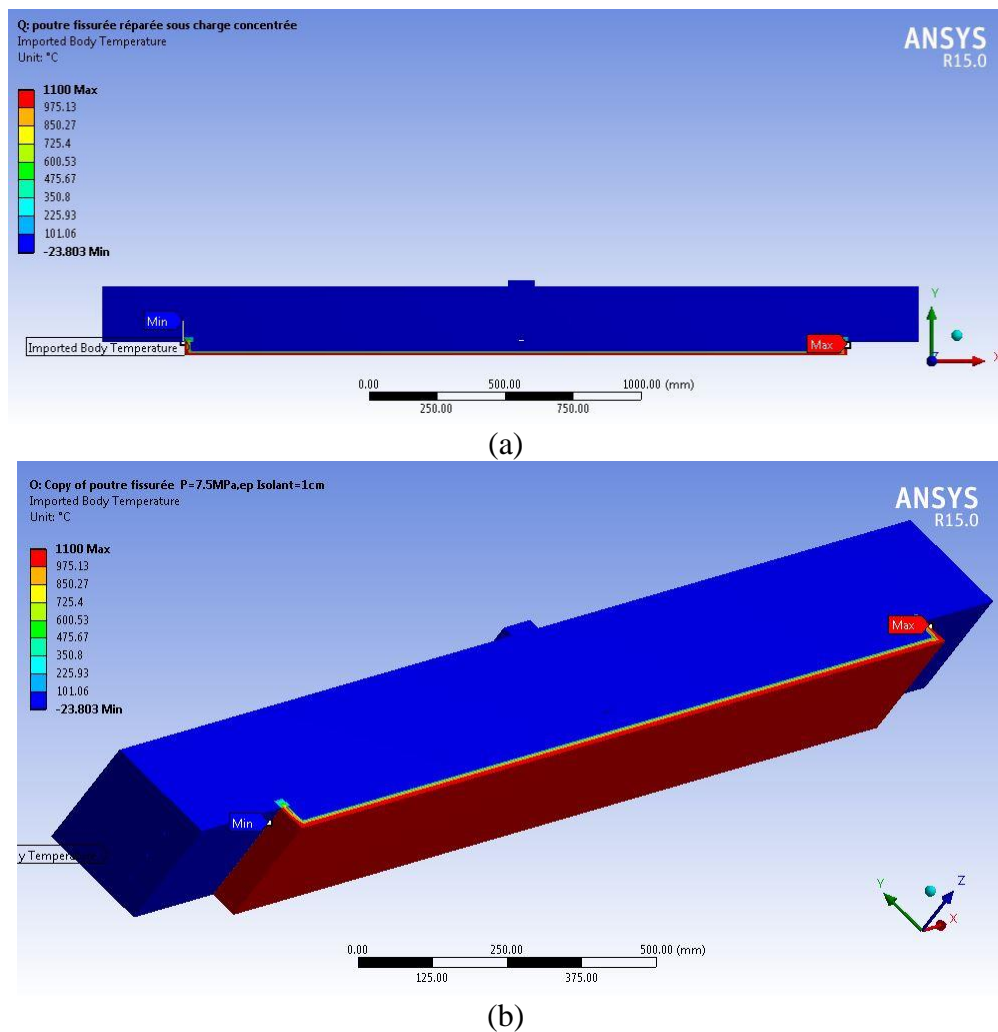 Q: poutre fissurée réparée sous charge concentrée
Imported Body Temperature
Unit: °C
ANSYS
R15.0
1100 Max
975.13
850.27
725.4
600.53
475.67
350.8
225.93
101.06
-23.803 Min
Min
Imported Body Temperature
Max
Y
Z
X
0.00 500.00 1000.00 (mm)
250.00 750.00
(a)
O: Copy of poutre fissurée P=7.5MPa,ep Isolant=1cm
Imported Body Temperature
Unit: °C
ANSYS
R15.0
1100 Max
975.13
850.27
725.4
600.53
475.67
350.8
225.93
101.06
-23.803 Min
Max
Min
y Temperature
Y
Z
X
0.00 250.00 500.00 (mm)
125.00 375.00
(b)